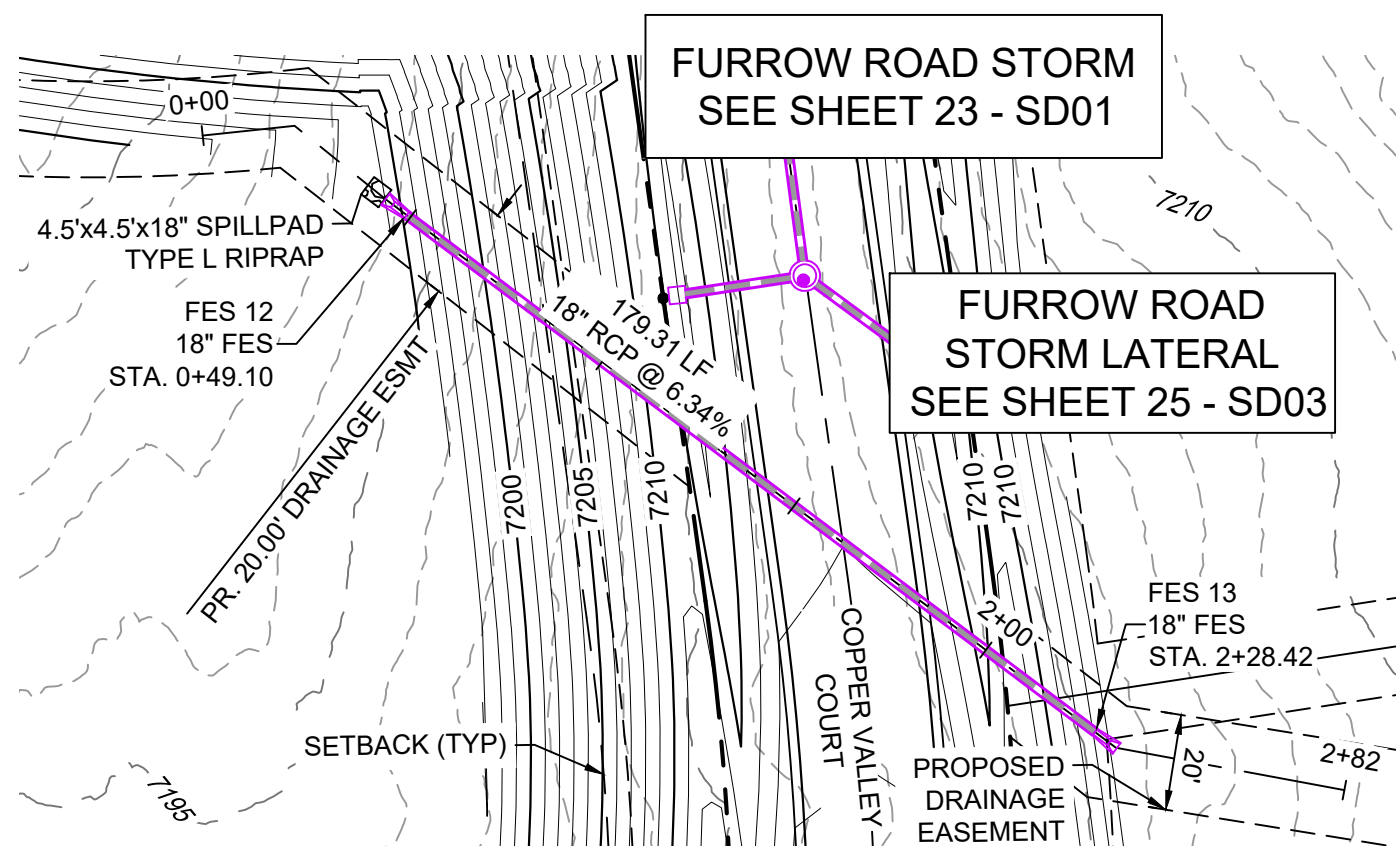 FURROW ROAD STORM
SEE SHEET 23 - SD01
0+00
7210
4.5'x4.5'x18" SPILLPAD
TYPE L RIPRAP
FES 12
18" FES
STA. 0+49.10
179.31 LF
18" RCP @ 6.34%
FURROW ROAD
STORM LATERAL
SEE SHEET 25 - SD03
PR. 20.00' DRAINAGE ESMT
7200
7205
7210
7210
7210
2+00
FES 13
18" FES
STA. 2+28.42
COPPER VALLEY
COURT
SETBACK (TYP)
PROPOSED
DRAINAGE
EASEMENT
20'
2+82
7195